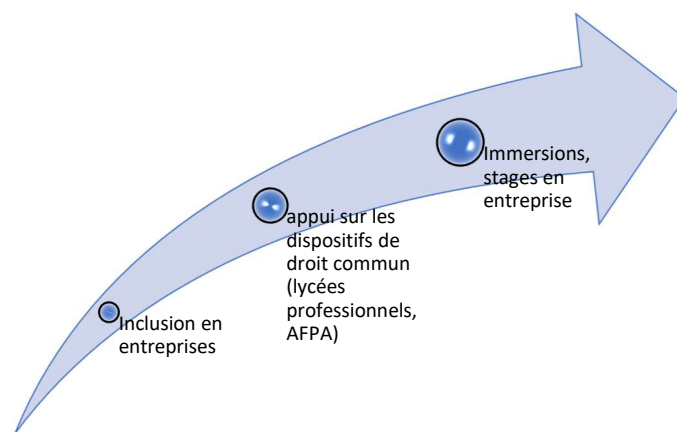 Inclusion en
entreprises
appui sur les
dispositifs de
droit commun
(lycées
professionnels,
AFPA)
Immersions,
stages en
entreprise